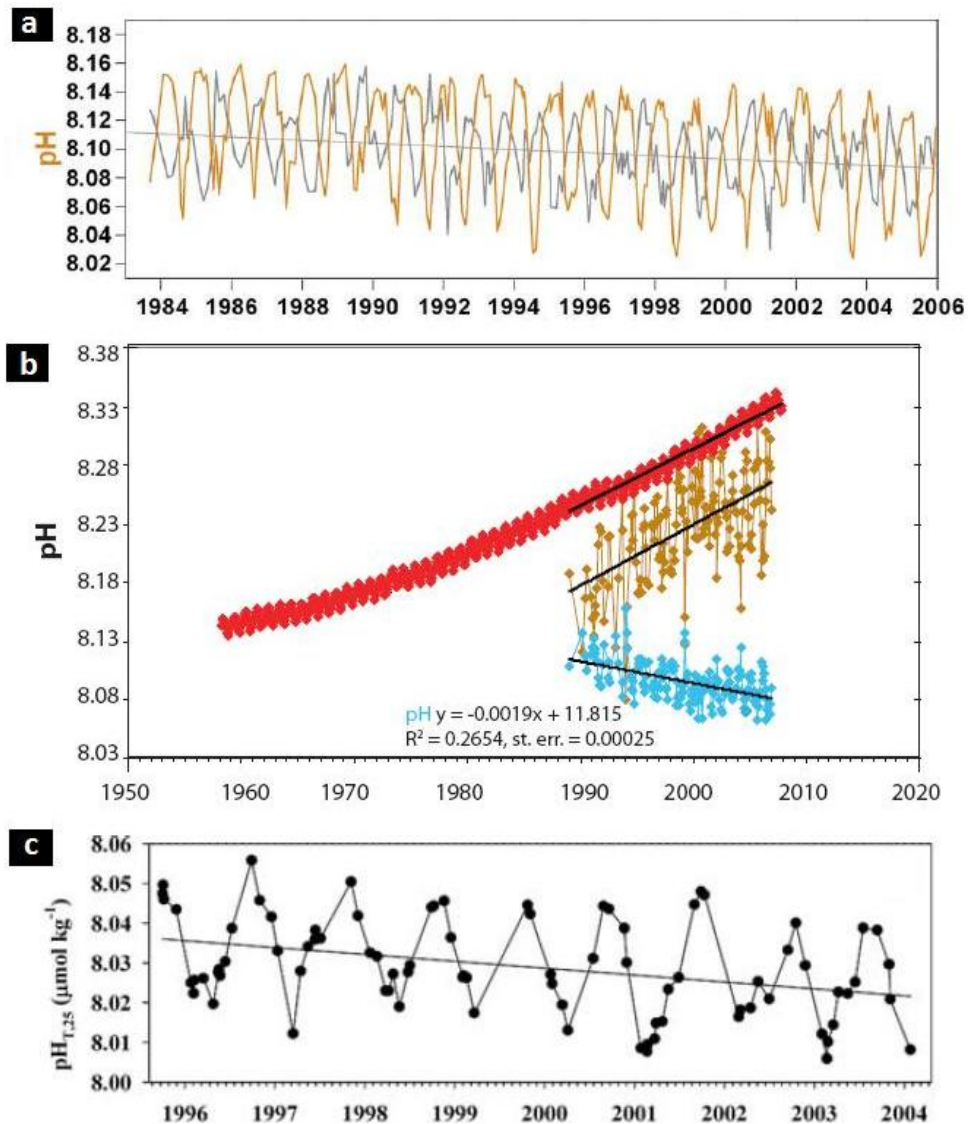 a
pH
8.18
8.16
8.14
8.12
8.10
8.08
8.06
8.04
8.02
1984 1986 1988 1990 1992 1994 1996 1998 2000 2002 2004 2006
b
pH
8.38
8.33
8.28
8.23
8.18
8.13
8.08
8.03
pH y = -0.0019x + 11.815
R² = 0.2654, st. err. = 0.00025
1950 1960 1970 1980 1990 2000 2010 2020
c
pH T,25 (μmol kg⁻¹)
8.06
8.05
8.04
8.03
8.02
8.01
8.00
1996 1997 1998 1999 2000 2001 2002 2003 2004